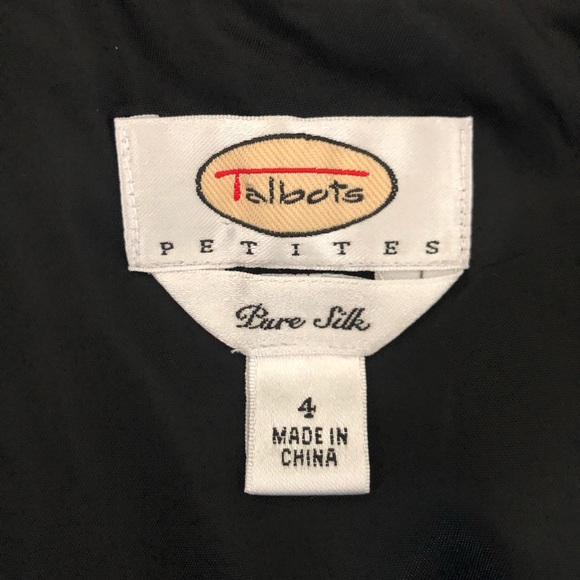 Talbots
PETITES
Pure Silk
4
MADE IN
CHINA